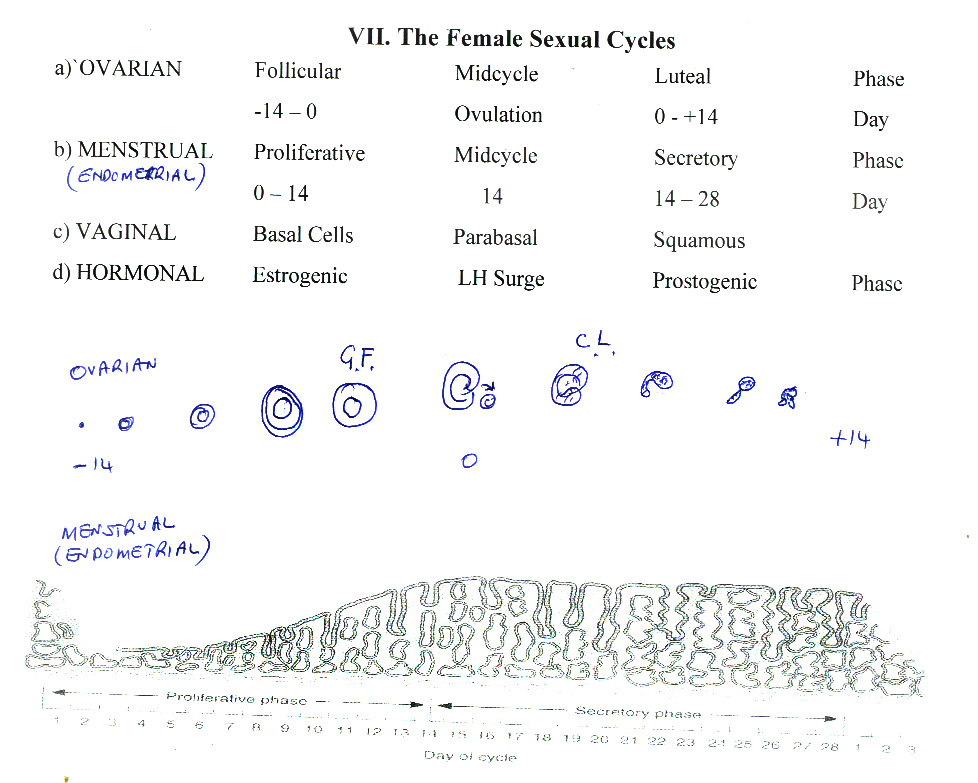 VII. The Female Sexual Cycles
a)`OVARIAN Follicular Midcycle Luteal Phase
-14 – 0 Ovulation 0 - +14 Day
b) MENSTRUAL Proliferative Midcycle Secretory Phase
(ENDOMETRIAL)
0 – 14 14 14 – 28 Day
c) VAGINAL Basal Cells Parabasal Squamous
d) HORMONAL Estrogenic LH Surge Prostogenic Phase
OVARIAN G.F. C.L.
-14 0 +14
MENSTRUAL
(ENDOMETRIAL)
Proliferative phase Secretory phase
1 2 3 4 5 6 7 8 9 10 11 12 13 14 15 16 17 18 19 20 21 22 23 24 25 26 27 28 1 2 3
Day of cycle